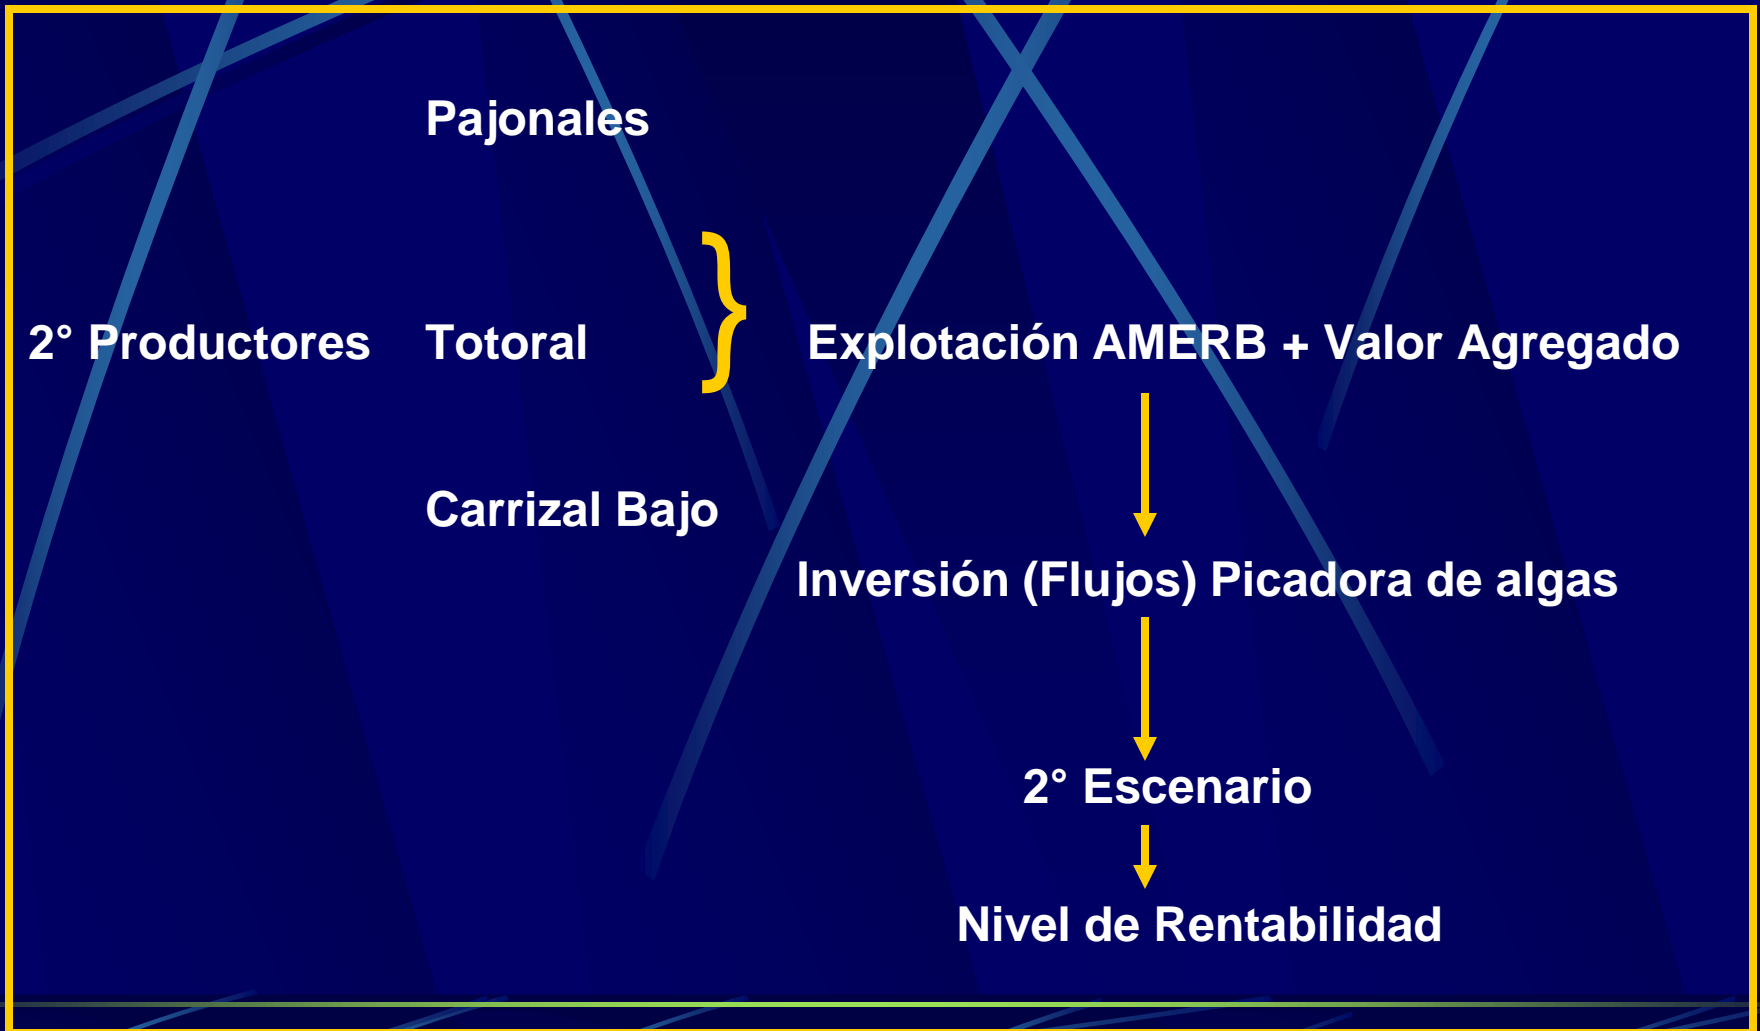 Pajonales
2° Productores Totoral } Explotación AMERB + Valor Agregado
Carrizal Bajo
Inversión (Flujos) Picadora de algas
2° Escenario
Nivel de Rentabilidad